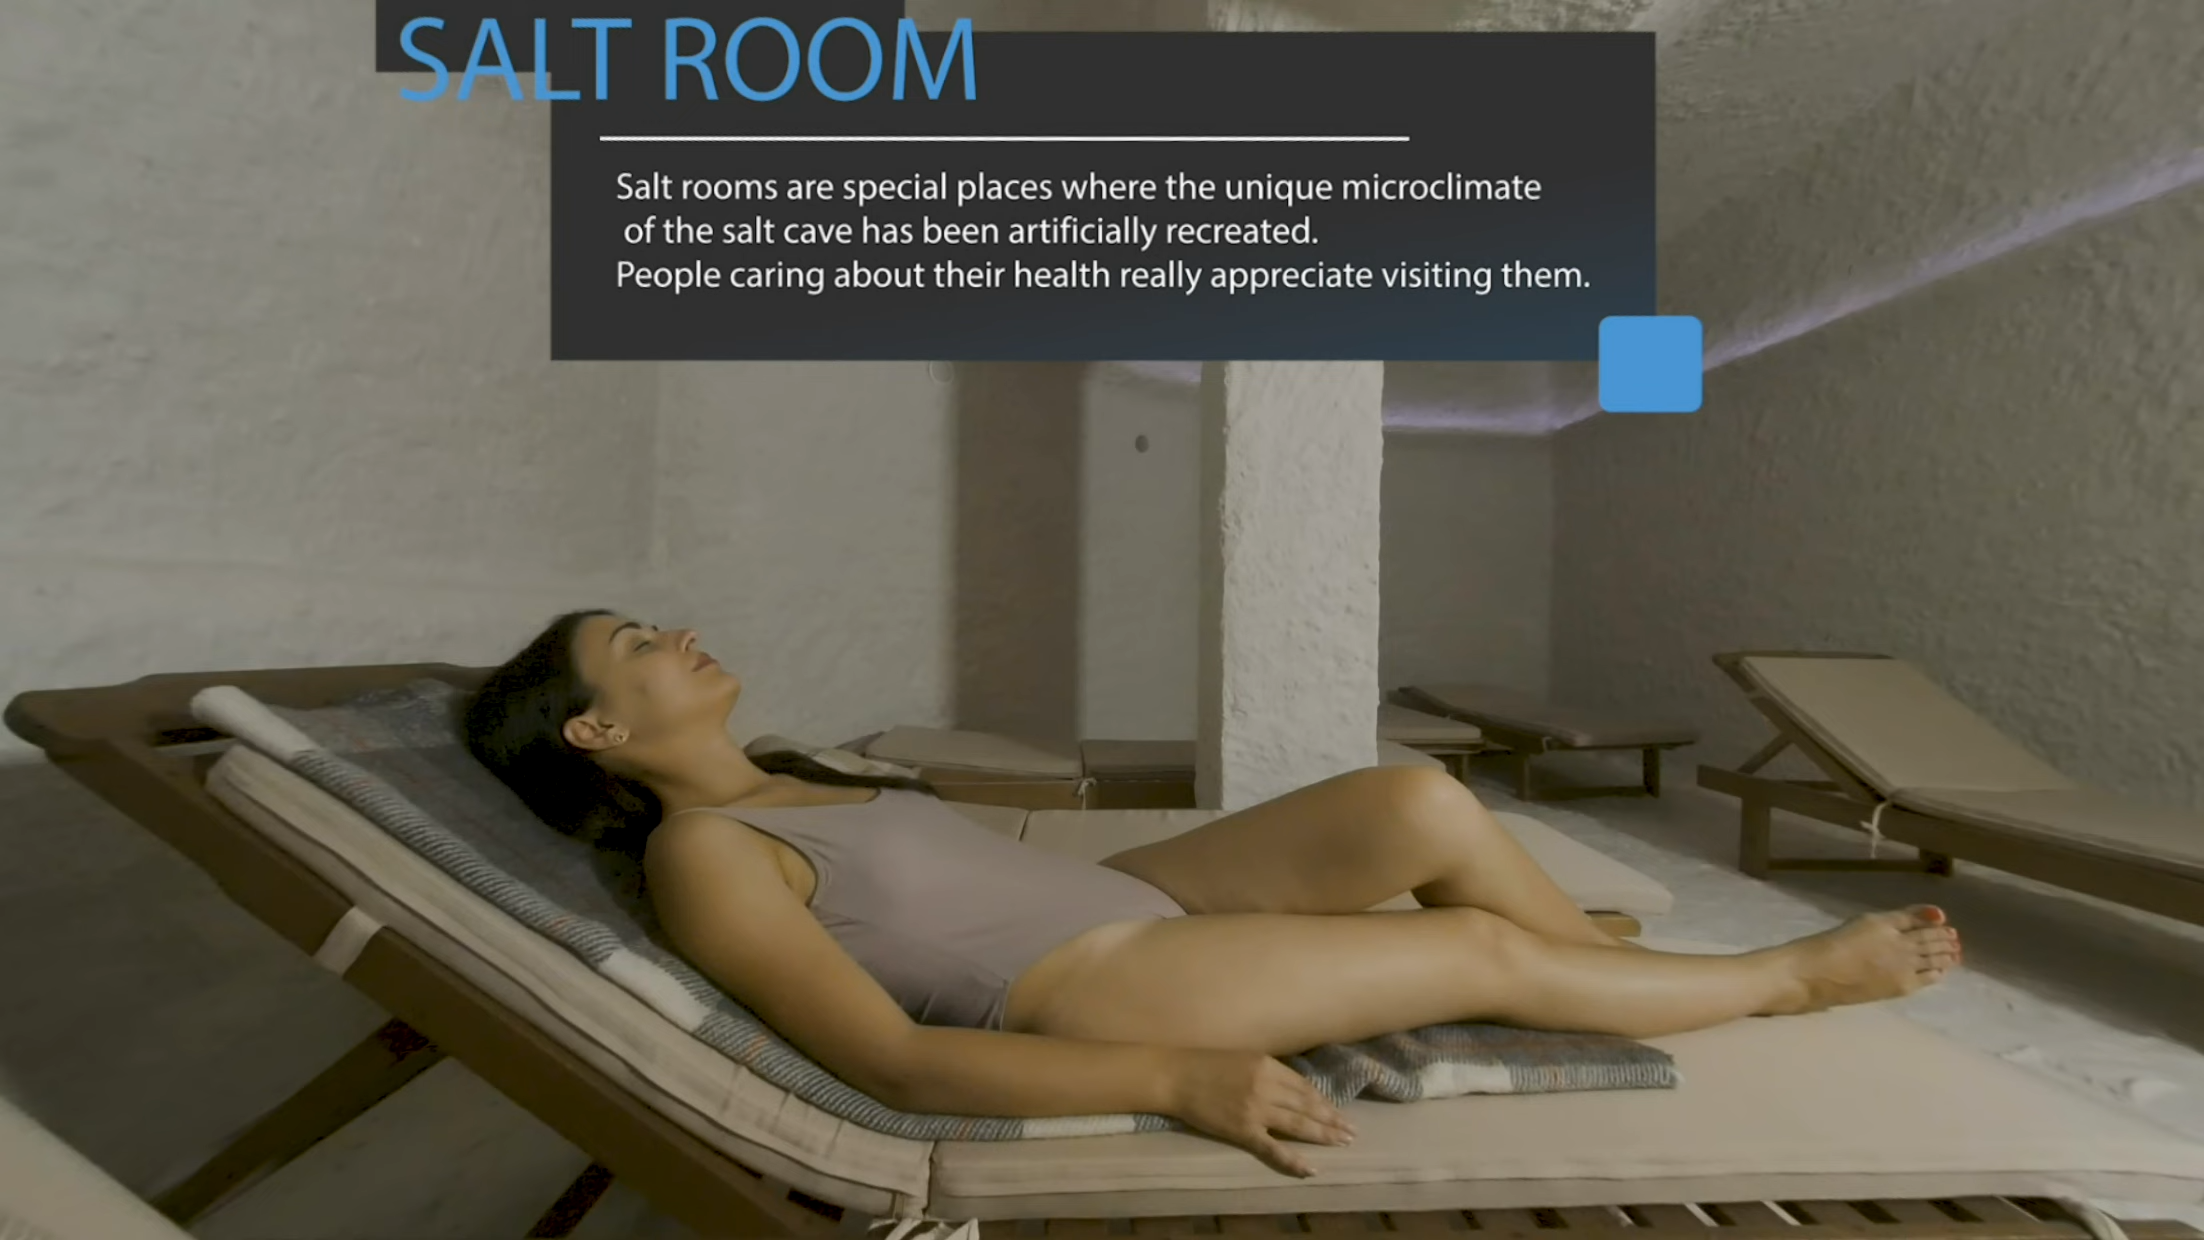 SALT ROOM
Salt rooms are special places where the unique microclimate
of the salt cave has been artificially recreated.
People caring about their health really appreciate visiting them.